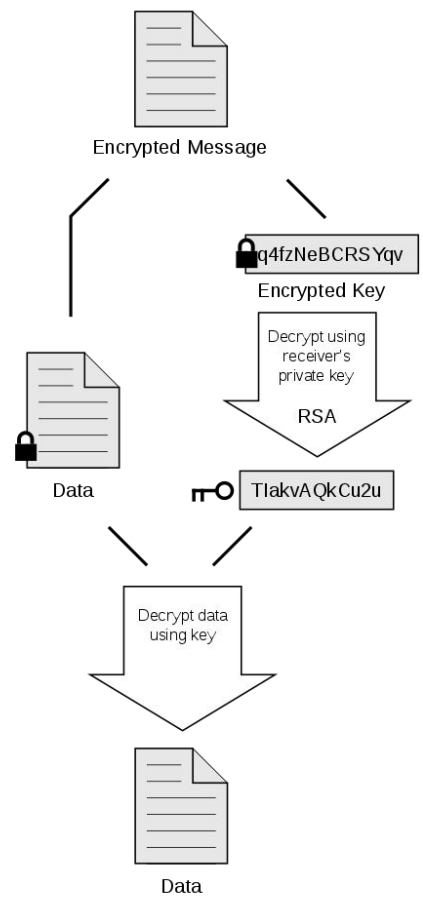 Encrypted Message
q4fzNeBCRSYqv
Encrypted Key
Decrypt using
receiver's
private key
RSA
TIakvAQkCu2u
Data
Decrypt data
using key
Data